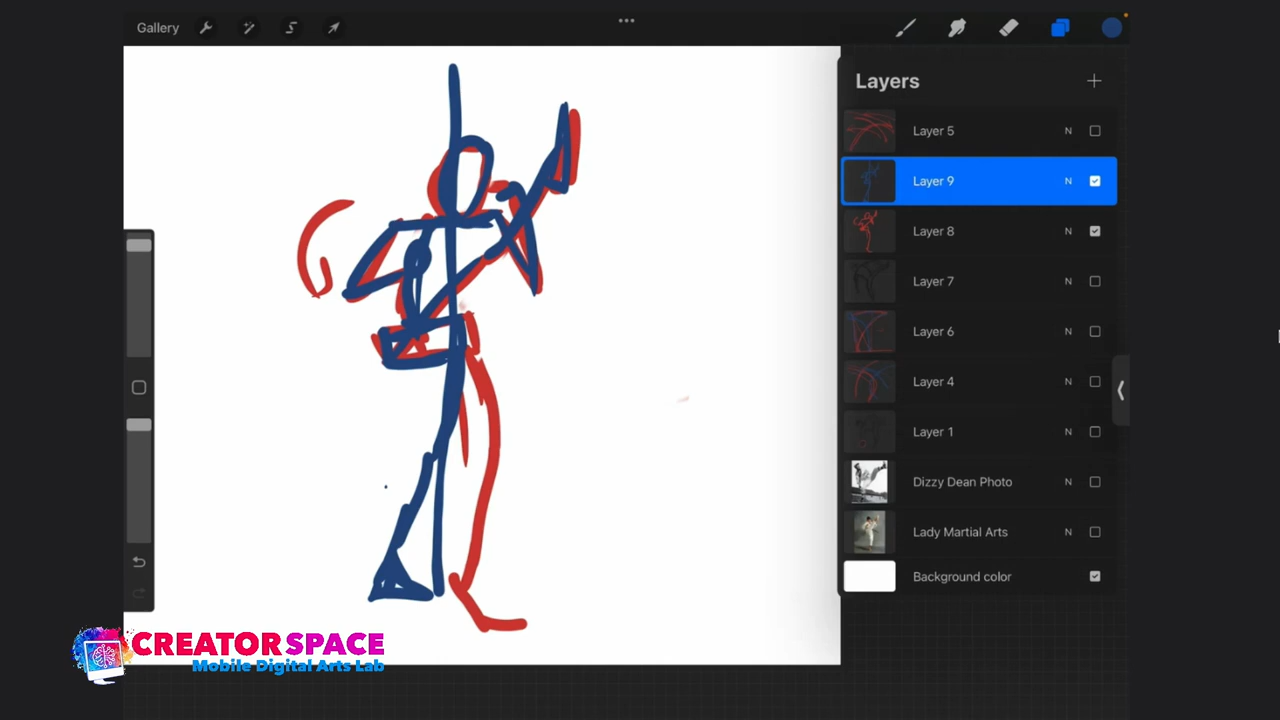 Gallery
Layers
Layer 5 N
Layer 9 N
Layer 8 N
Layer 7 N
Layer 6 N
Layer 4 N
Layer 1 N
Dizzy Dean Photo N
Lady Martial Arts N
Background color
CREATOR SPACE
Mobile Digital Arts Lab